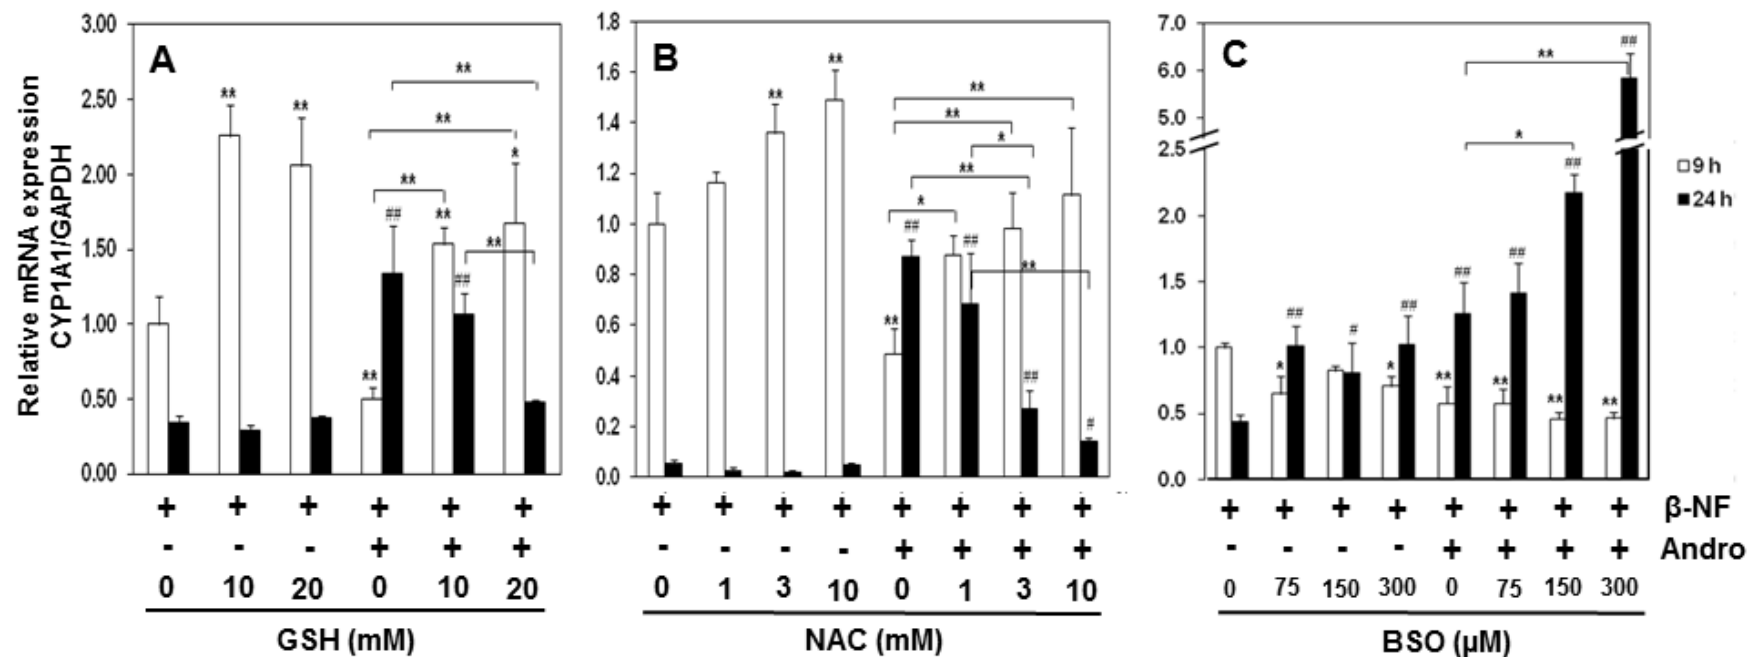 Relative mRNA expression
CYP1A1/GAPDH
A
3.00
2.50
2.00
1.50
1.00
0.50
0.00
** ** ** ** ** ** ** * ## ** ** ##
+ + + + + +
- - - + + +
0 10 20 0 10 20
GSH (mM)
B
1.8
1.6
1.4
1.2
1.0
0.8
0.6
0.4
0.2
0.0
** ** ** ** * ** * ## ## ** ** ## #
+ + + + + + + +
- - - - + + + +
0 1 3 10 0 1 3 10
NAC (mM)
C
7.0
6.0
5.0
2.5
2.0
1.5
1.0
0.5
0.0
## ** * ## ## ## ## # ## * * ** ** ** **
+ + + + + + + + β-NF
- - - - + + + + Andro
0 75 150 300 0 75 150 300
BSO (µM)
9 h
24 h